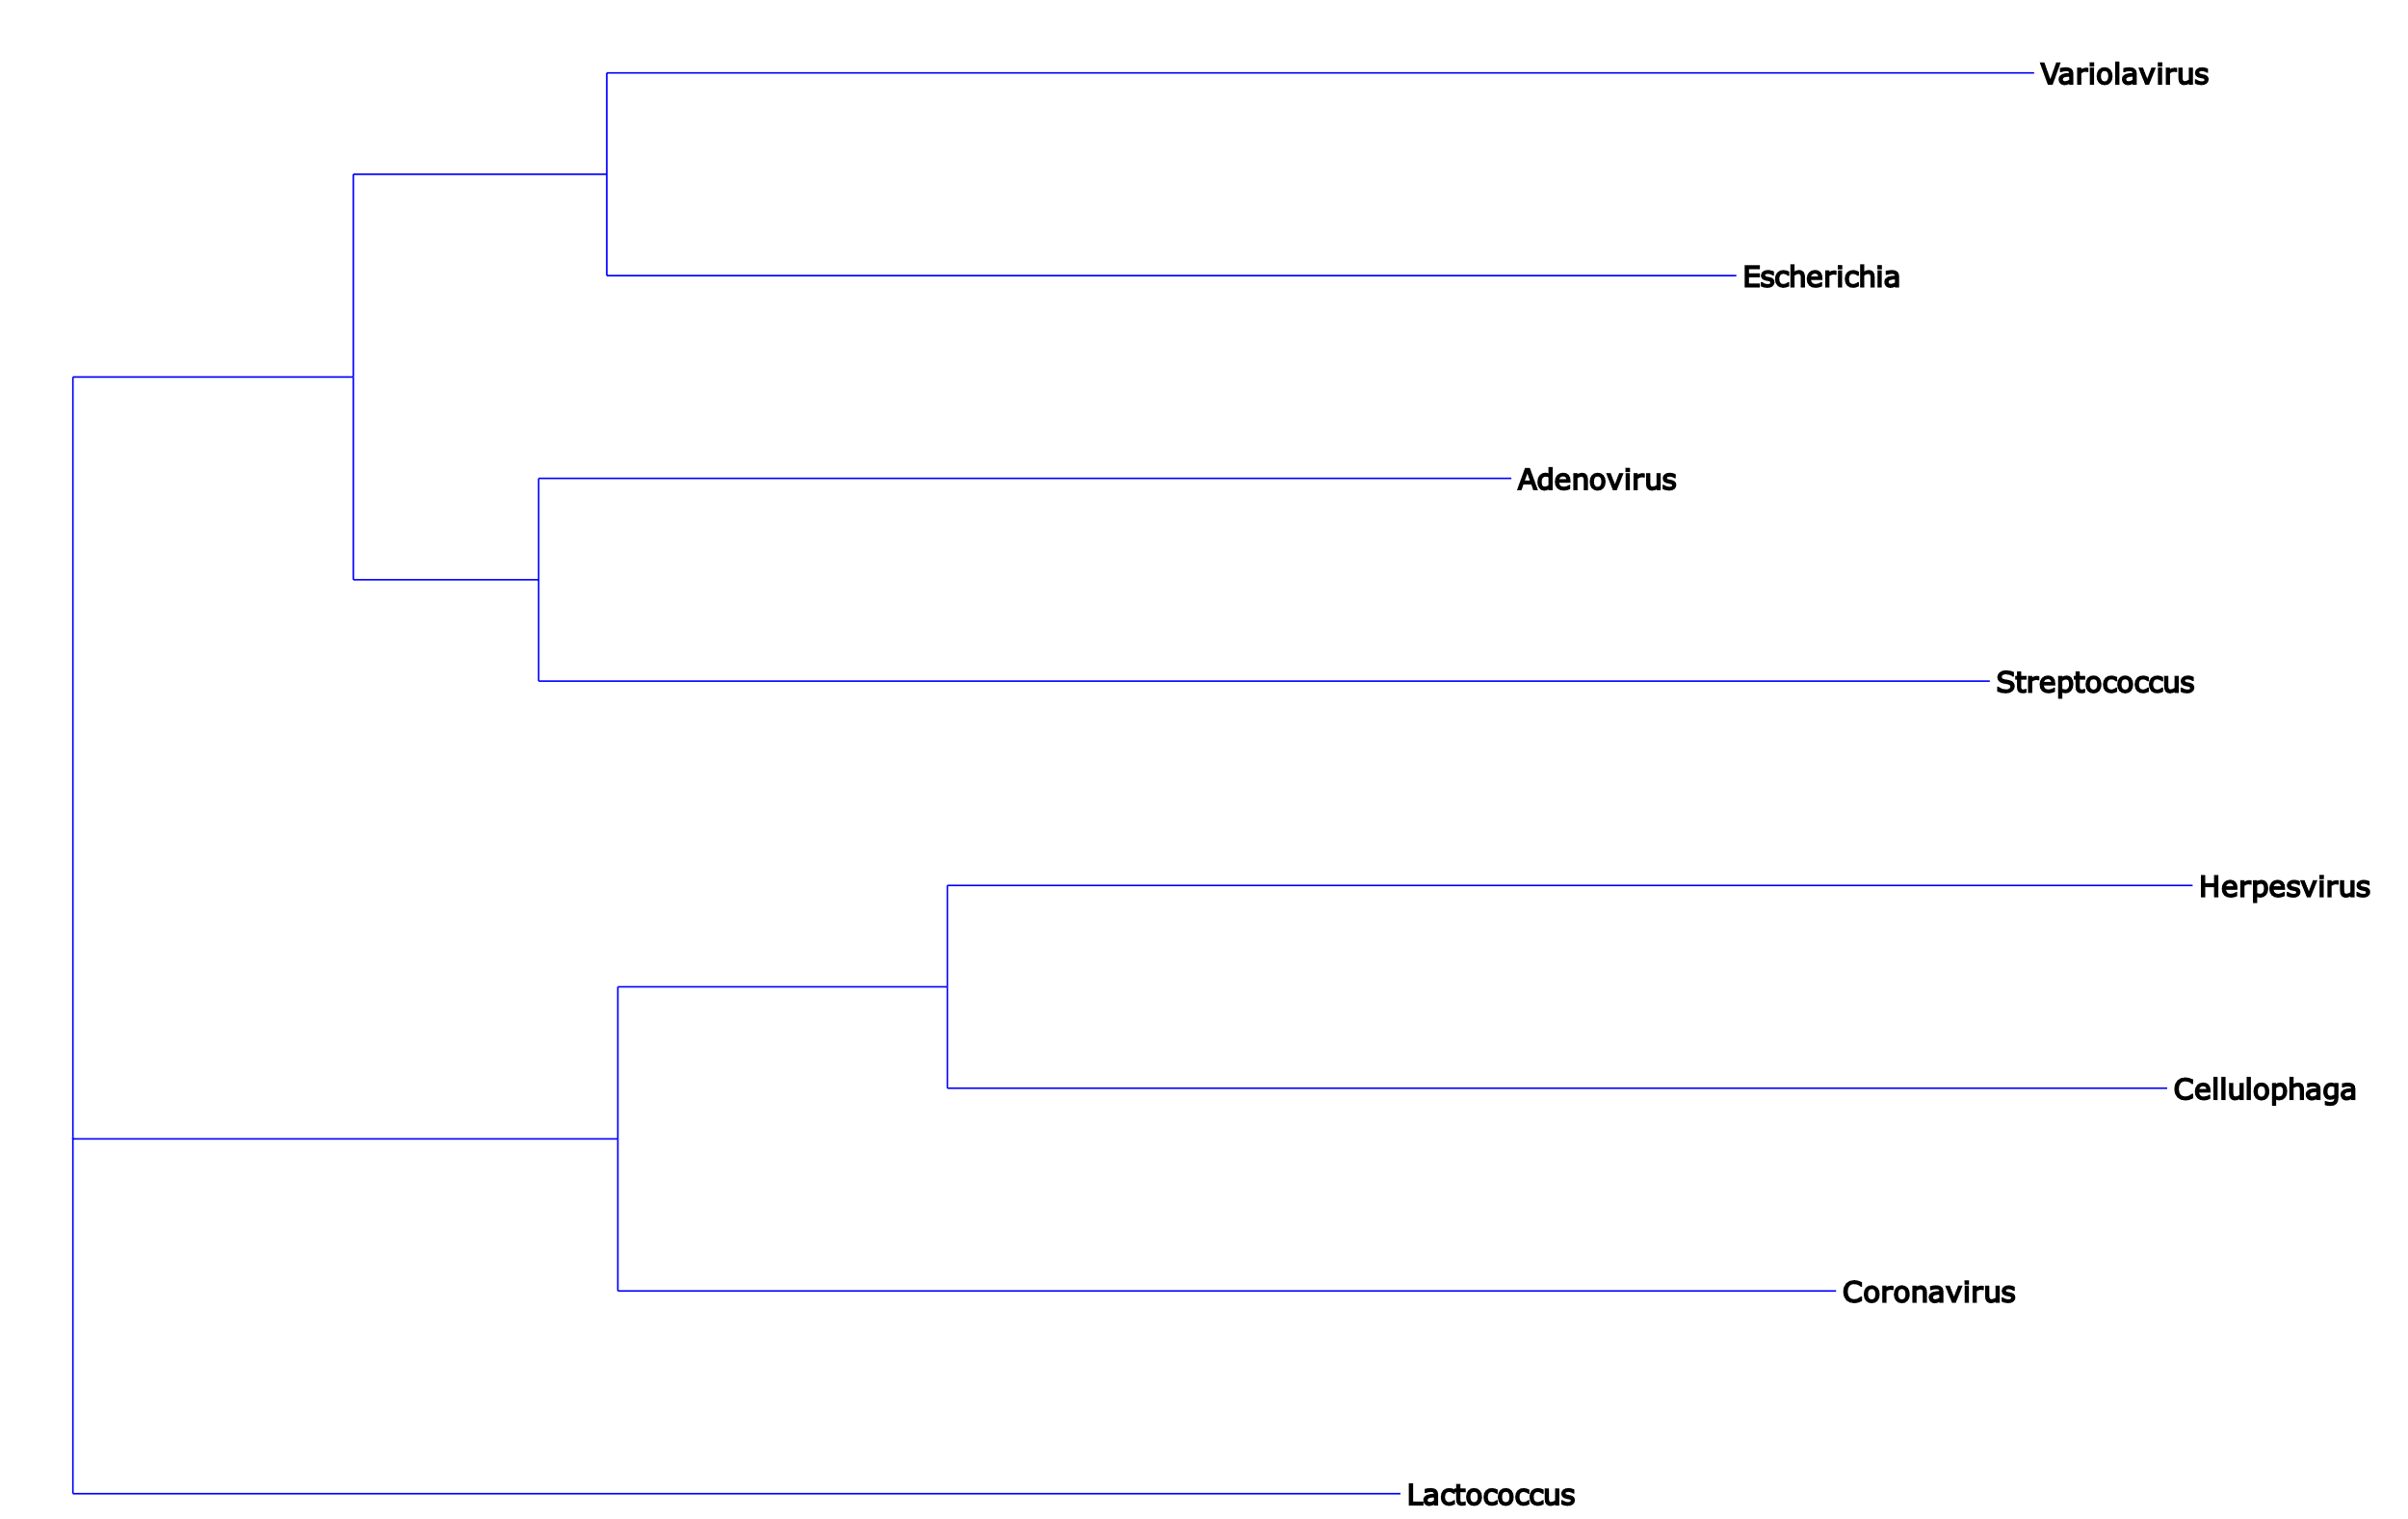 Variolavirus
Escherichia
Adenovirus
Streptococcus
Herpesvirus
Cellulophaga
Coronavirus
Lactococcus